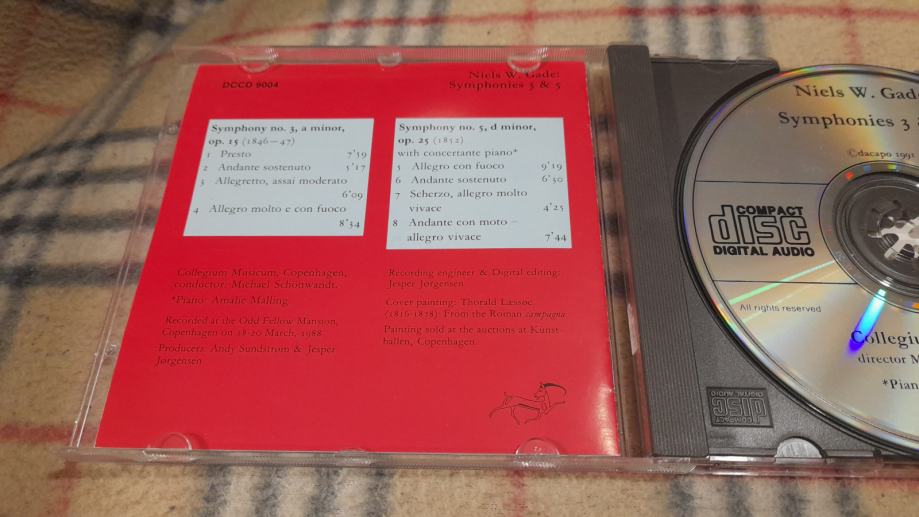 DCCD 9004
Niels W. Gade:
Symphonies 3 & 5
Symphony no. 3, a minor,
op. 15 (1846–47)
1 Presto 7'59
2 Andante sostenuto 5'17
3 Allegretto, assai moderato
6'09
4 Allegro molto e con fuoco
8'34
Symphony no. 5, d minor,
op. 25 (1852)
with concertante piano*
5 Allegro con fuoco 9'19
6 Andante sostenuto 6'30
7 Scherzo, allegro molto
vivace 4'25
8 Andante con moto –
allegro vivace 7'44
Collegium Musicum, Copenhagen,
conductor: Michael Schønwandt.
*Piano: Amalie Malling
Recorded at the Odd Fellow Mansion,
Copenhagen on 18-20 March, 1988
Producers: Andy Sundstrøm & Jesper
Jørgensen
Recording engineer & Digital editing:
Jesper Jørgensen
Cover painting: Thorald Læssøe
(1816-1878): From the Roman campagna
Painting sold at the auctions at Kunst-
hallen, Copenhagen.
Niels W. Gade
Symphonies 3
©dacapo 1991
COMPACT
disc
DIGITAL AUDIO
All rights reserved
Collegiu
director M
*Pian
COMPACT
disc
DIGITAL AUDIO